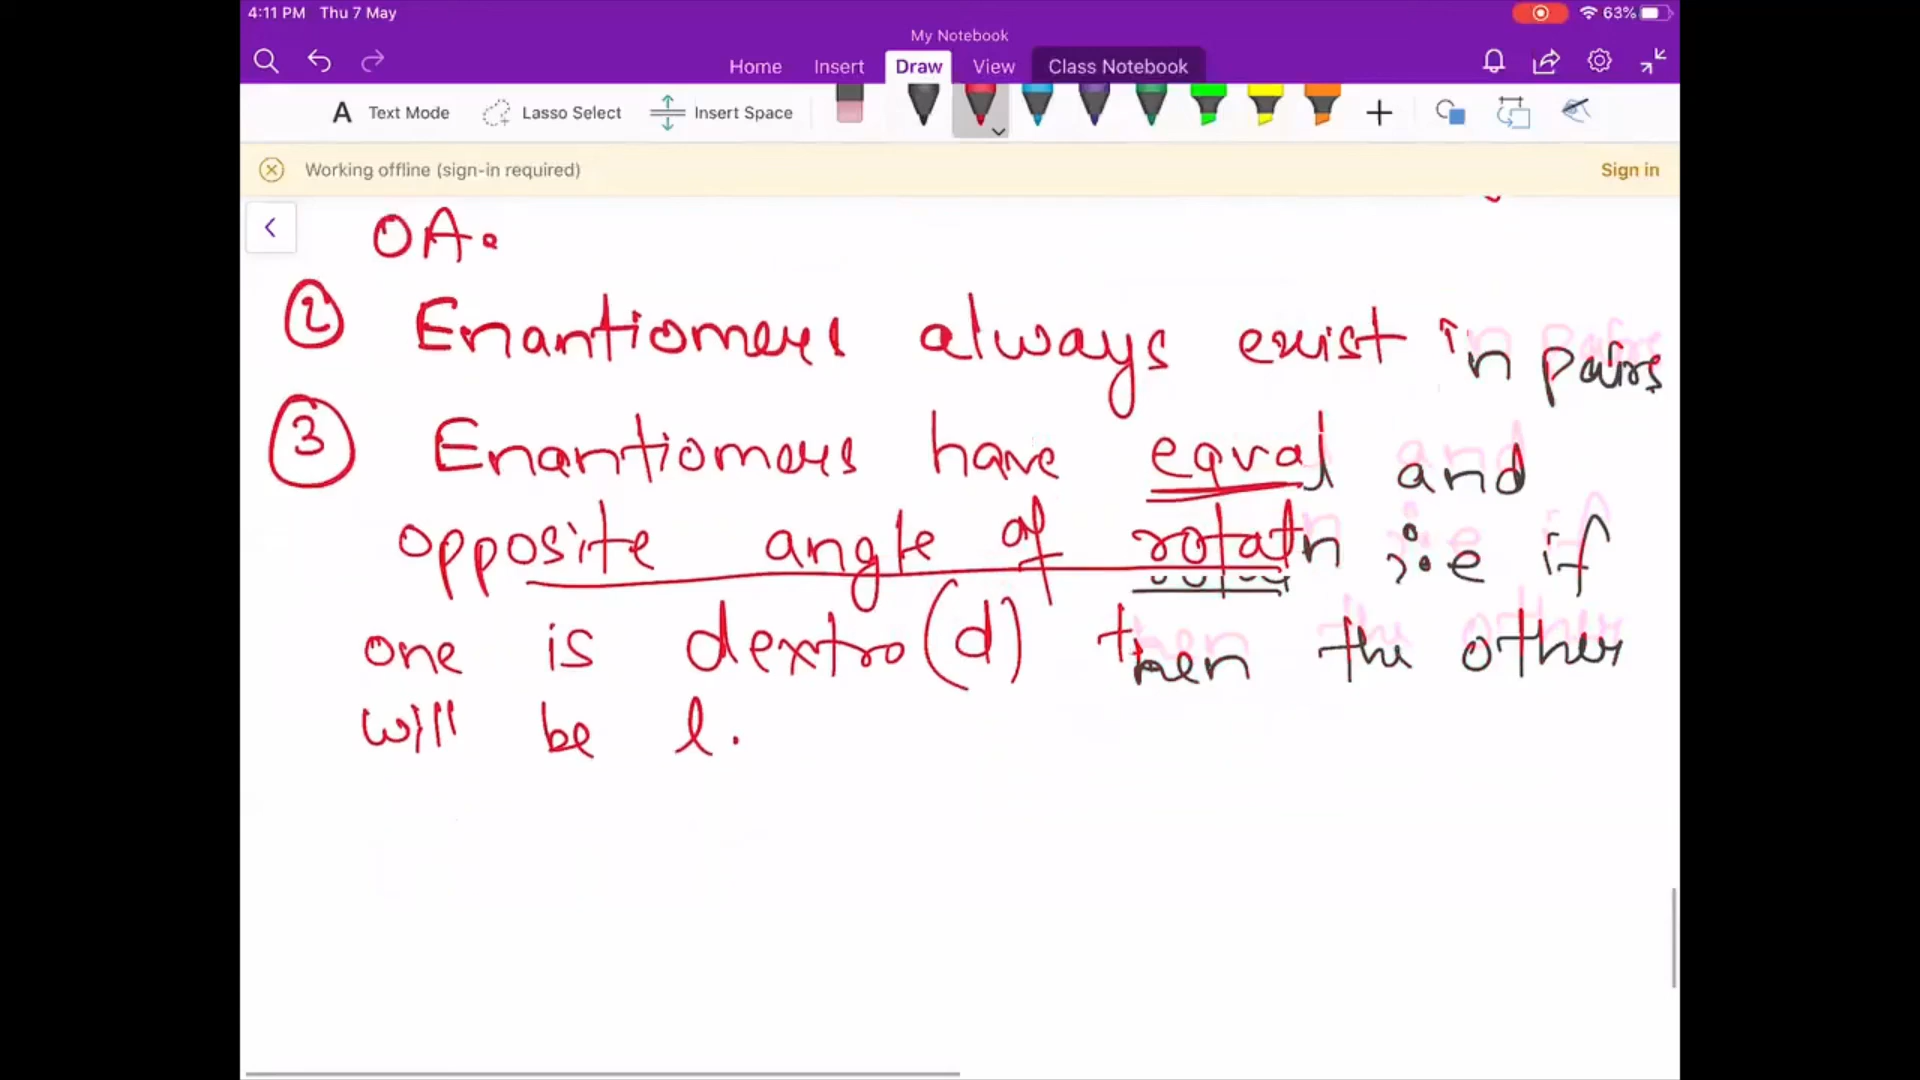 4:11 PM Thu 7 May
63%
My Notebook
Home Insert Draw View Class Notebook
A Text Mode Lasso Select Insert Space
Working offline (sign-in required) Sign in
OA.
② Enantiomers always exist in pairs
③ Enantiomers have equal and
opposite angle of rotatn i.e if
one is dextro (d) then the other
will be l.